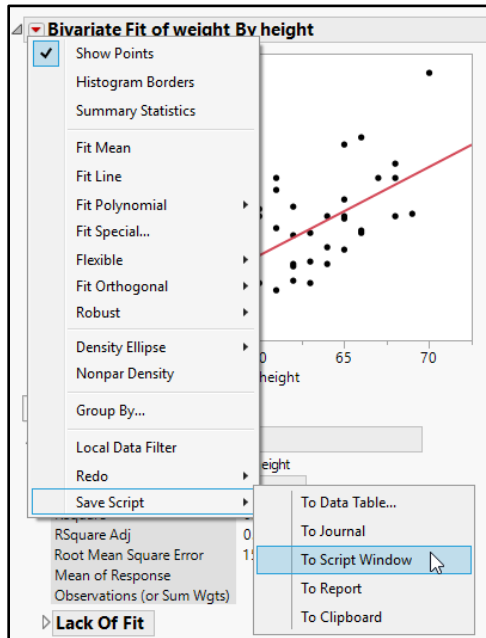 Bivariate Fit of weight By height
Show Points
Histogram Borders
Summary Statistics
Fit Mean
Fit Line
Fit Polynomial
Fit Special...
Flexible
Fit Orthogonal
Robust
Density Ellipse
Nonpar Density
Group By...
Local Data Filter
Redo
Save Script
65 70
height
eight
To Data Table...
To Journal
To Script Window
To Report
To Clipboard
RSquare Adj 0
Root Mean Square Error 15
Mean of Response
Observations (or Sum Wgts)
Lack Of Fit